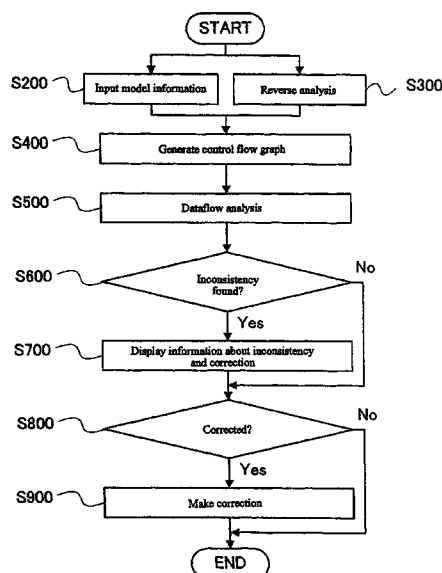 START
S200
Input model information
Reverse analysis
S300
S400
Generate control flow graph
S500
Dataflow analysis
S600
Inconsistency
found?
No
Yes
S700
Display information about inconsistency
and correction
S800
Corrected?
No
Yes
S900
Make correction
END